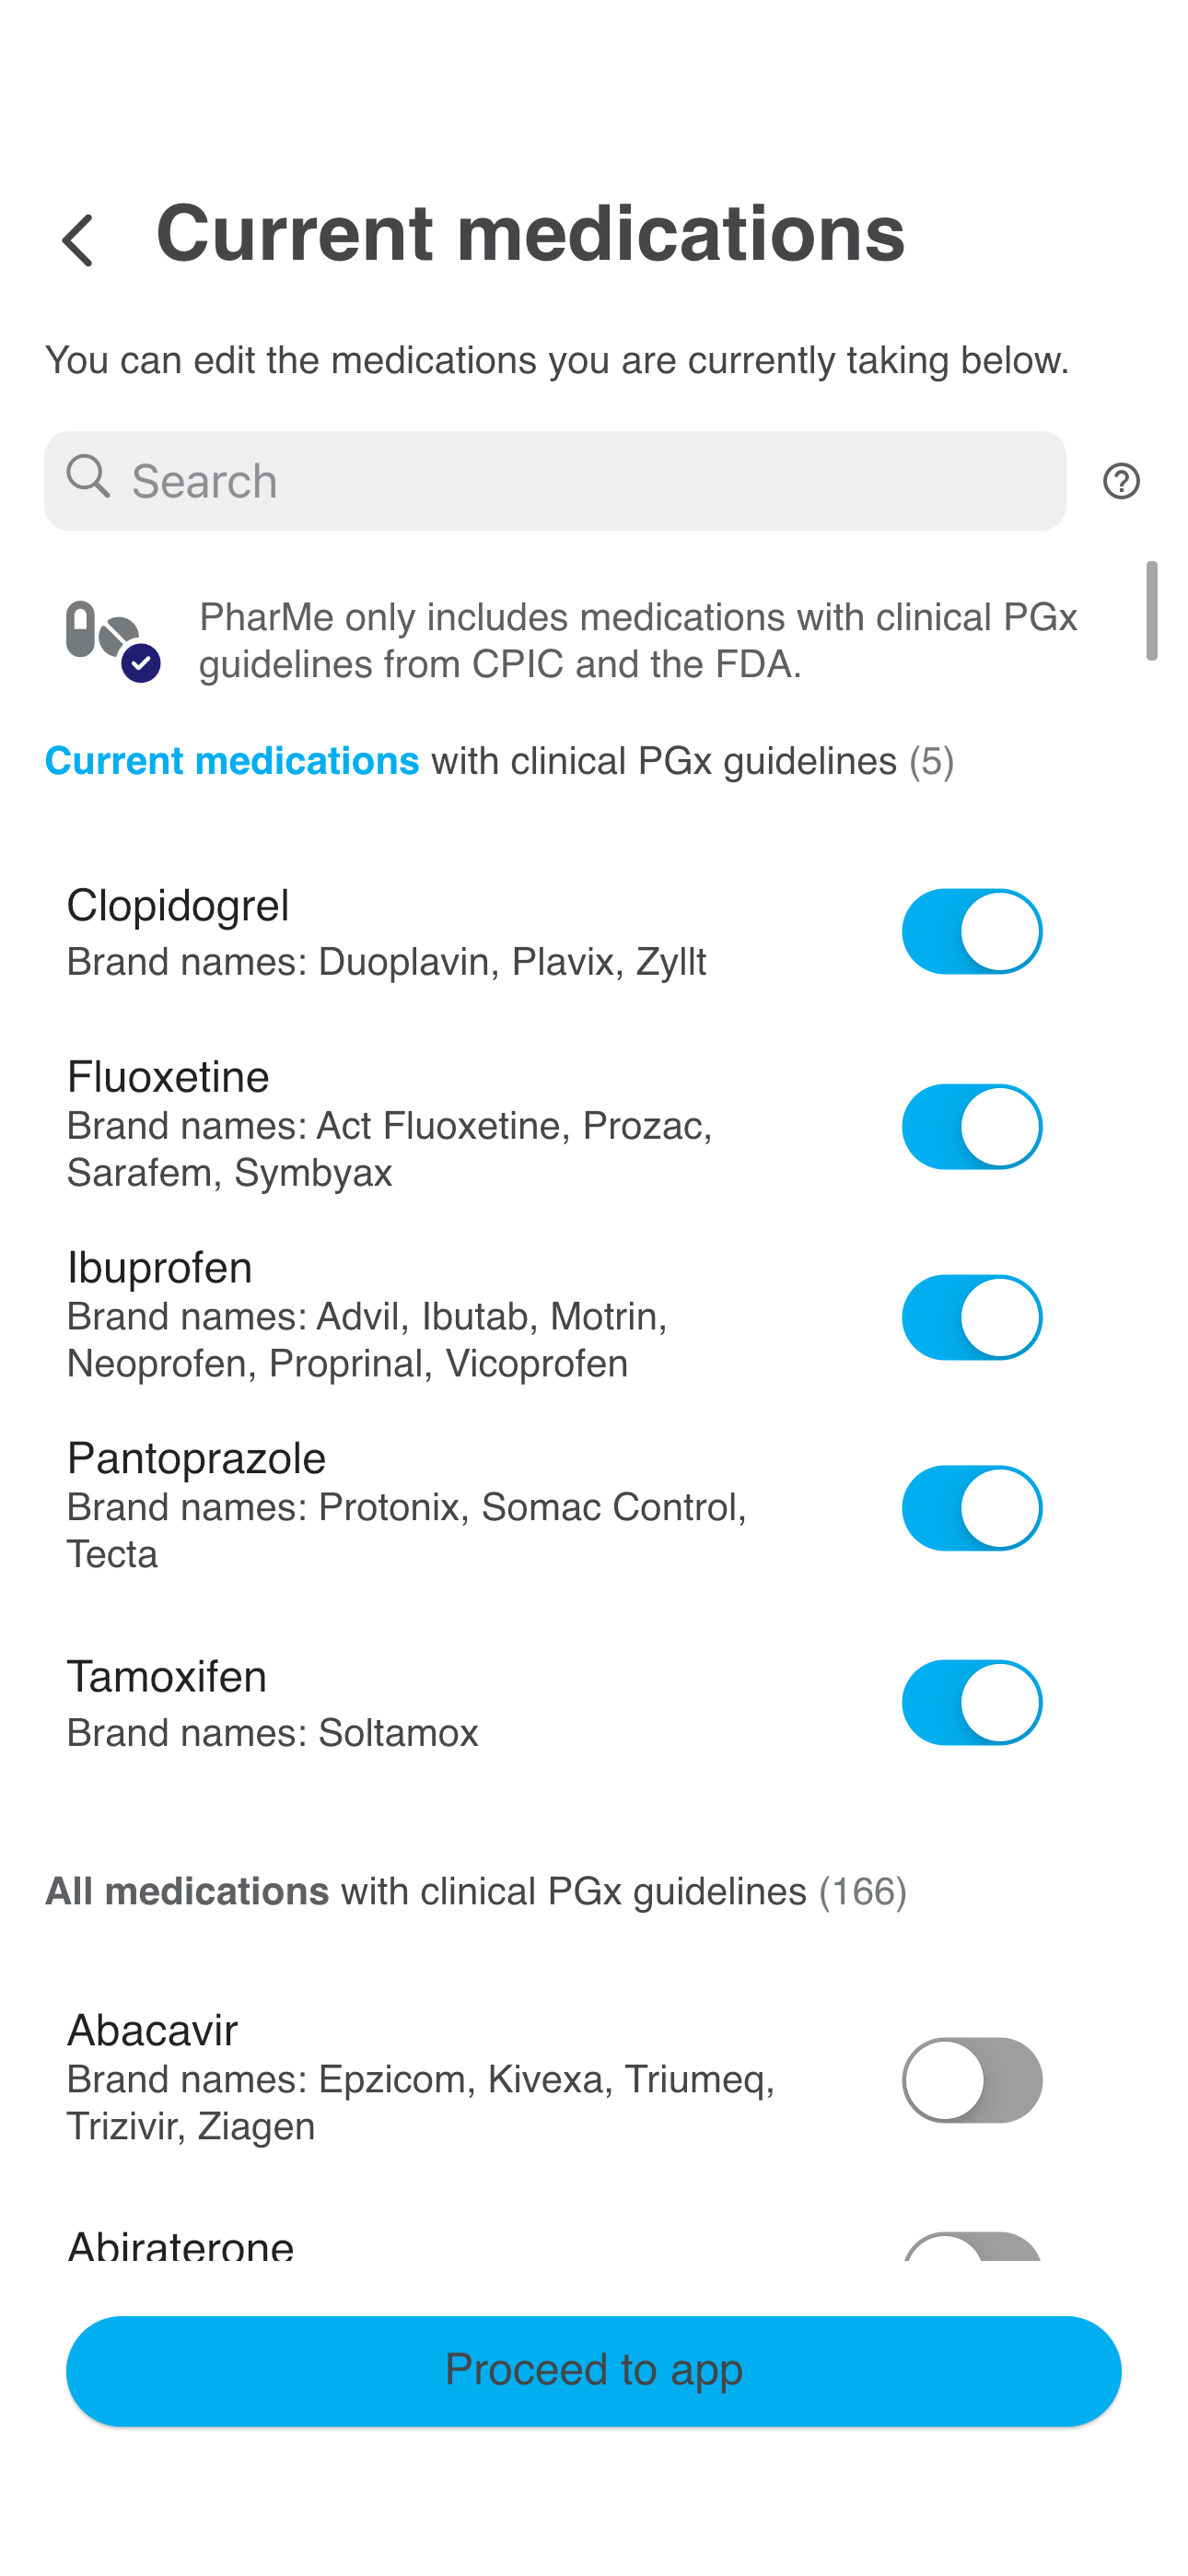 Current medications
You can edit the medications you are currently taking below.
Search
PharMe only includes medications with clinical PGx
guidelines from CPIC and the FDA.
Current medications with clinical PGx guidelines (5)
Clopidogrel
Brand names: Duoplavin, Plavix, Zyllt
Fluoxetine
Brand names: Act Fluoxetine, Prozac,
Sarafem, Symbyax
Ibuprofen
Brand names: Advil, Ibutab, Motrin,
Neoprofen, Proprinal, Vicoprofen
Pantoprazole
Brand names: Protonix, Somac Control,
Tecta
Tamoxifen
Brand names: Soltamox
All medications with clinical PGx guidelines (166)
Abacavir
Brand names: Epzicom, Kivexa, Triumeq,
Trizivir, Ziagen
Abiraterone
Proceed to app